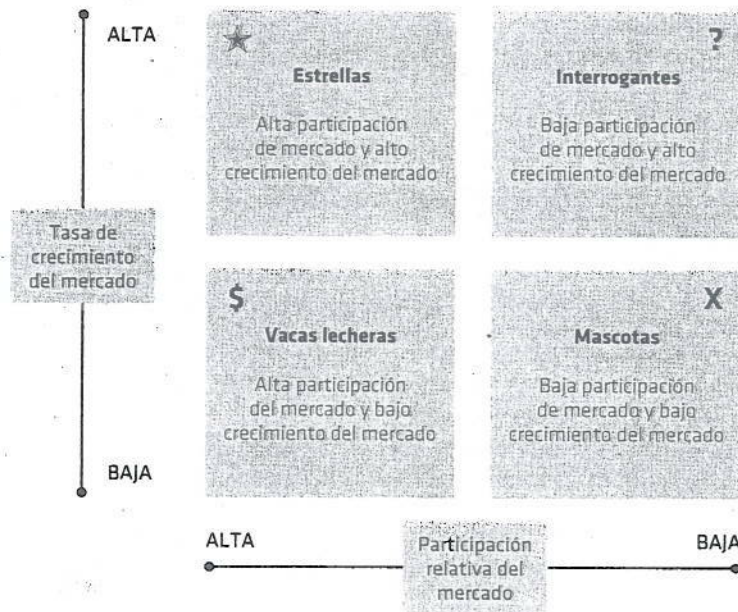 ALTA
?
Estrellas
Alta participación
de mercado y alto
crecimiento del mercado
Interrogantes
Baja participación
de mercado y alto
crecimiento del mercado
Tasa de
crecimiento
del mercado
$
Vacas lecheras
Alta participación
del mercado y bajo
crecimiento del mercado
X
Mascotas
Baja participación
de mercado y bajo
crecimiento del mercado
BAJA
ALTA
Participación
relativa del
mercado
BAJA